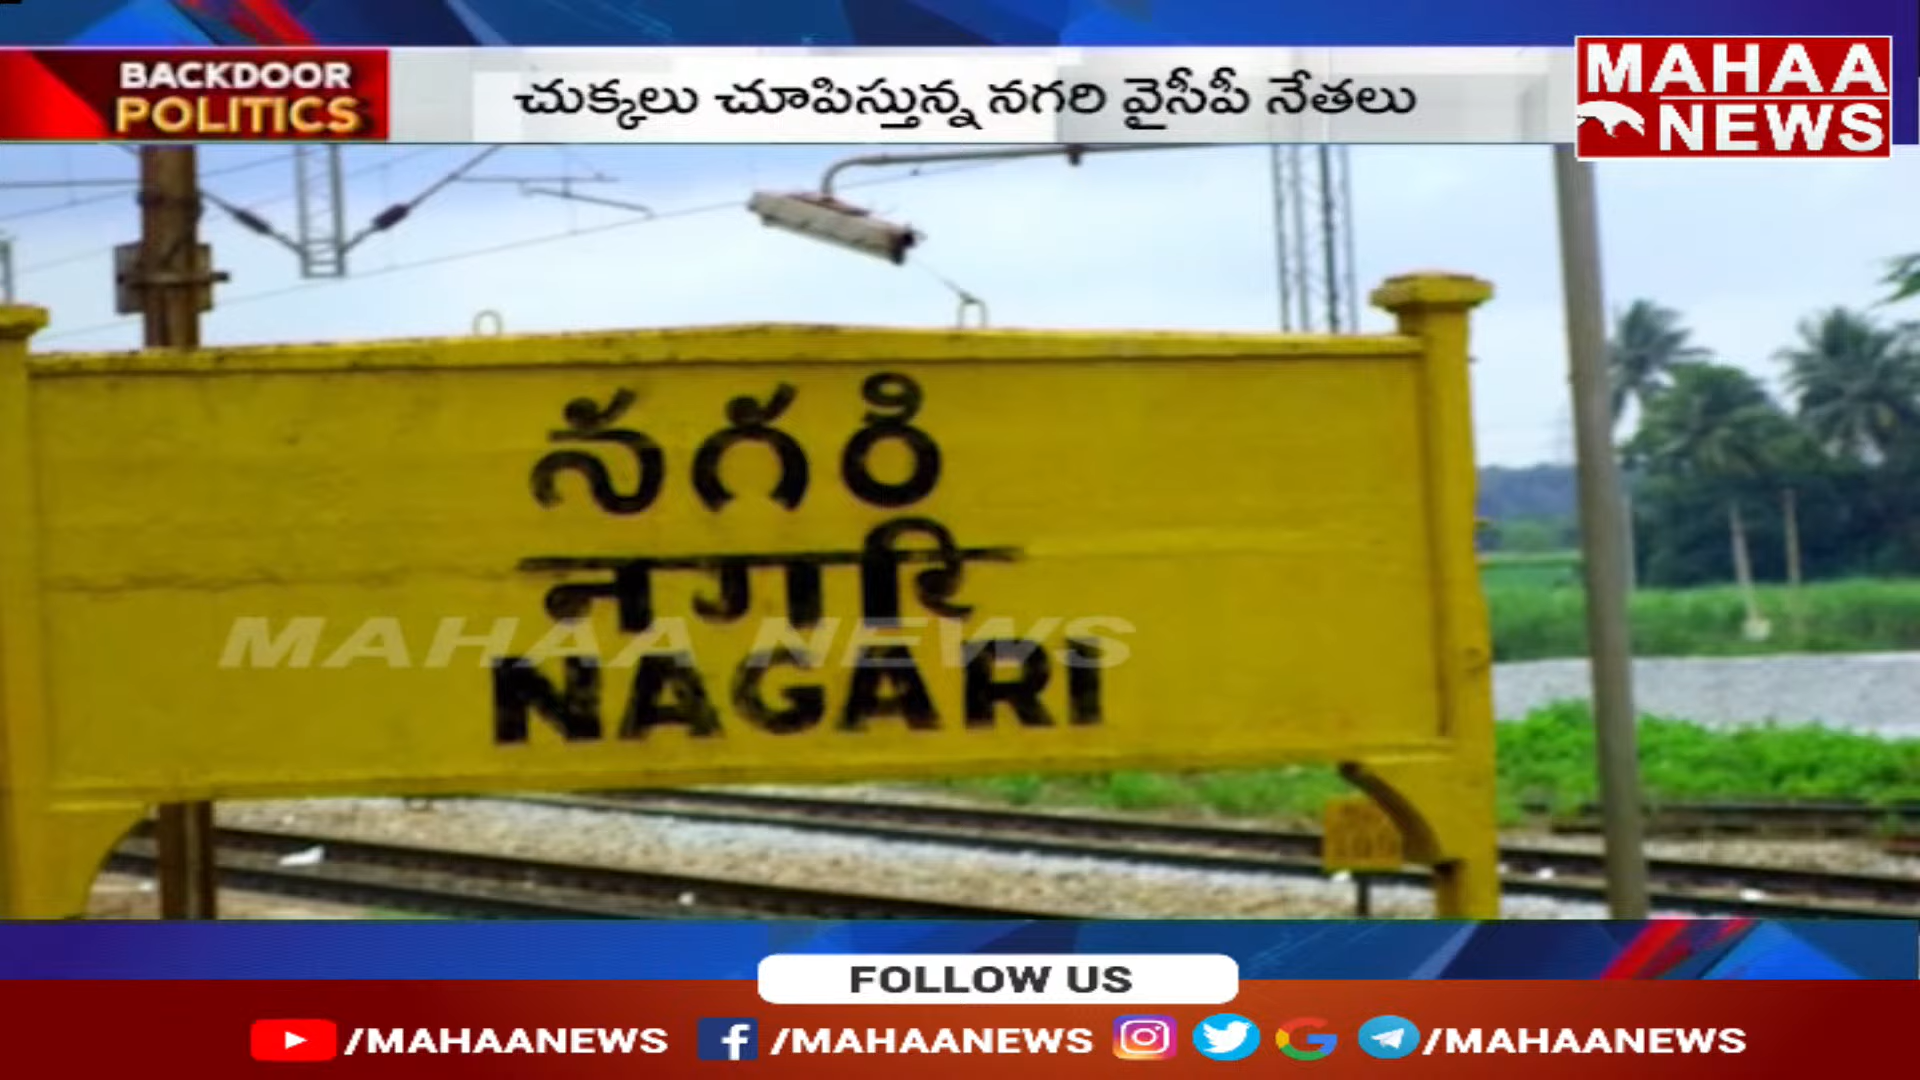 BACKDOOR
POLITICS
చుక్కలు చూపిస్తున్న నగరి వైసీపీ నేతలు
MAHAA
NEWS
నగరి
नगरि
MAHAA NEWS
NAGARI
FOLLOW US
/MAHAANEWS /MAHAANEWS /MAHAANEWS